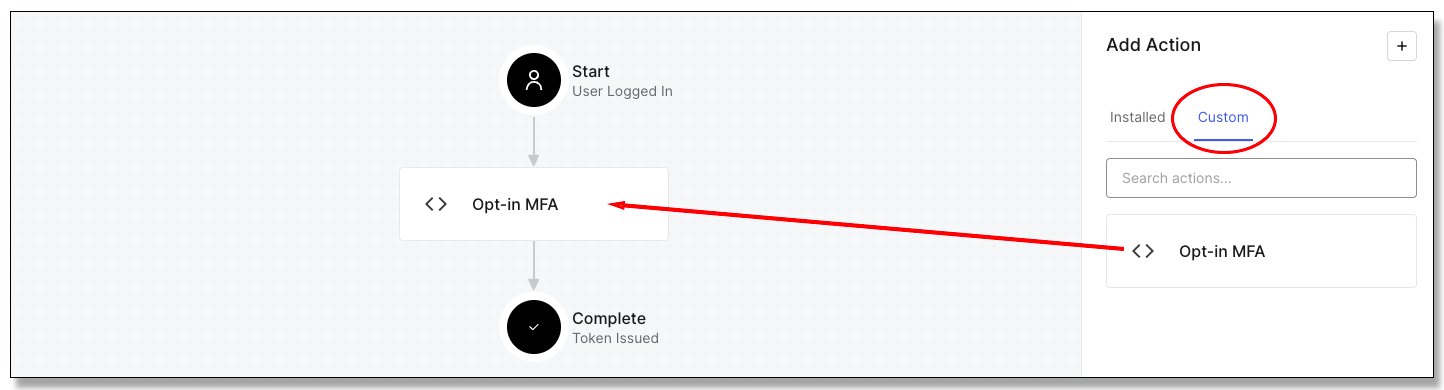 Start
User Logged In
Opt-in MFA
Complete
Token Issued
Add Action
+
Installed
Custom
Search actions...
Opt-in MFA